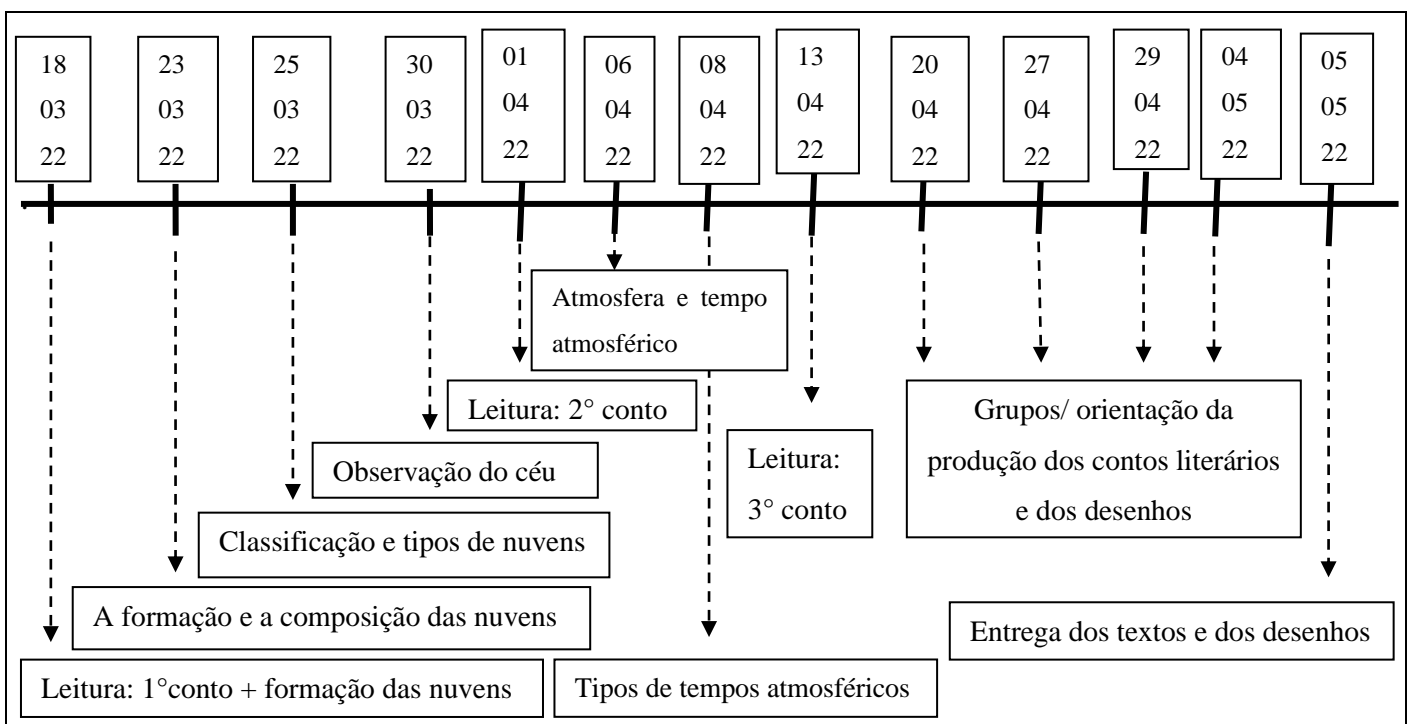 18
03
22
23
03
22
25
03
22
30
03
22
01
04
22
06
04
22
08
04
22
13
04
22
20
04
22
27
04
22
29
04
22
04
05
22
05
05
22
Atmosfera e tempo
atmosférico
Leitura: 2° conto
Observação do céu
Classificação e tipos de nuvens
A formação e a composição das nuvens
Leitura: 1°conto + formação das nuvens
Tipos de tempos atmosféricos
Leitura:
3° conto
Grupos/ orientação da
produção dos contos literários
e dos desenhos
Entrega dos textos e dos desenhos